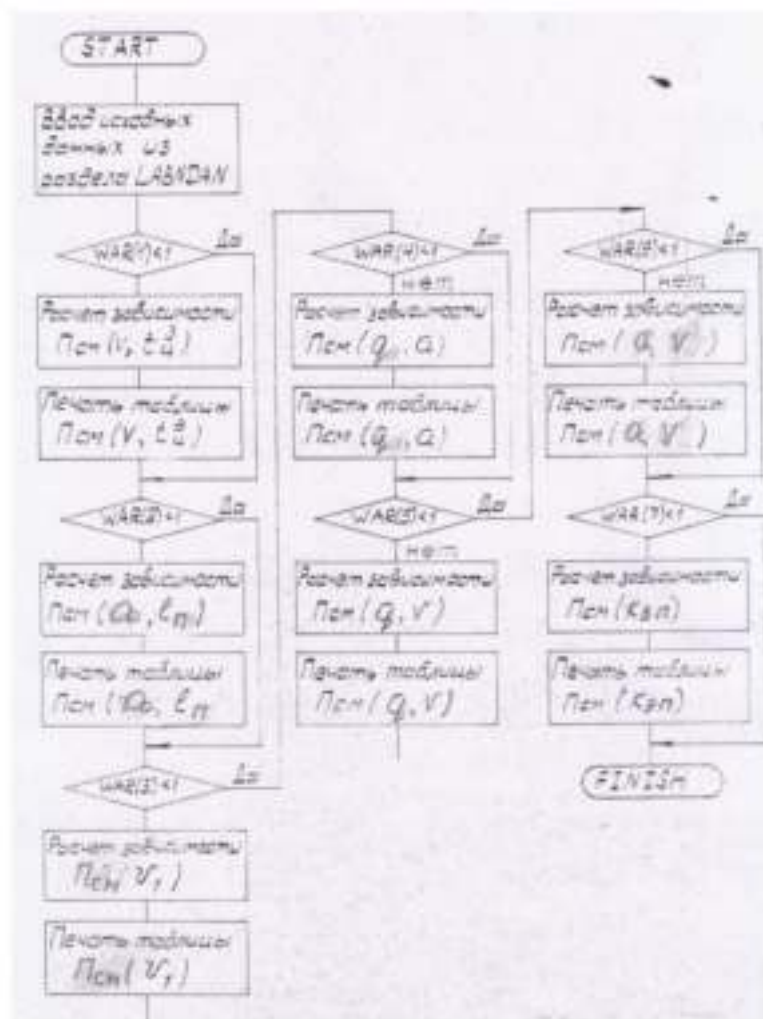 START
Ввод исходных
данных из
раздела LABNDAN
WAR(1)<1
Да
Расчет зависимости
Псм(v,
Печать таблицы
Псм(v,
WAR(2)<1
Да
Расчет зависимости
Псм(
Печать таблицы
Псм(
WAR(3)<1
Да
Расчет зависимости
Псм(
Печать таблицы
Псм(
WAR(4)<1
Да
нет
Расчет зависимости
Псм(q, a)
Печать таблицы
Псм(q, a)
WAR(5)<1
Да
нет
Расчет зависимости
Псм(q, v)
Печать таблицы
Псм(q, v)
WAR(6)<1
Да
нет
Расчет зависимости
Псм(a, v)
Печать таблицы
Псм(a, v)
WAR(7)<1
Да
Расчет зависимости
Псм(Kзп)
Печать таблицы
Псм(Kзп)
FINISH